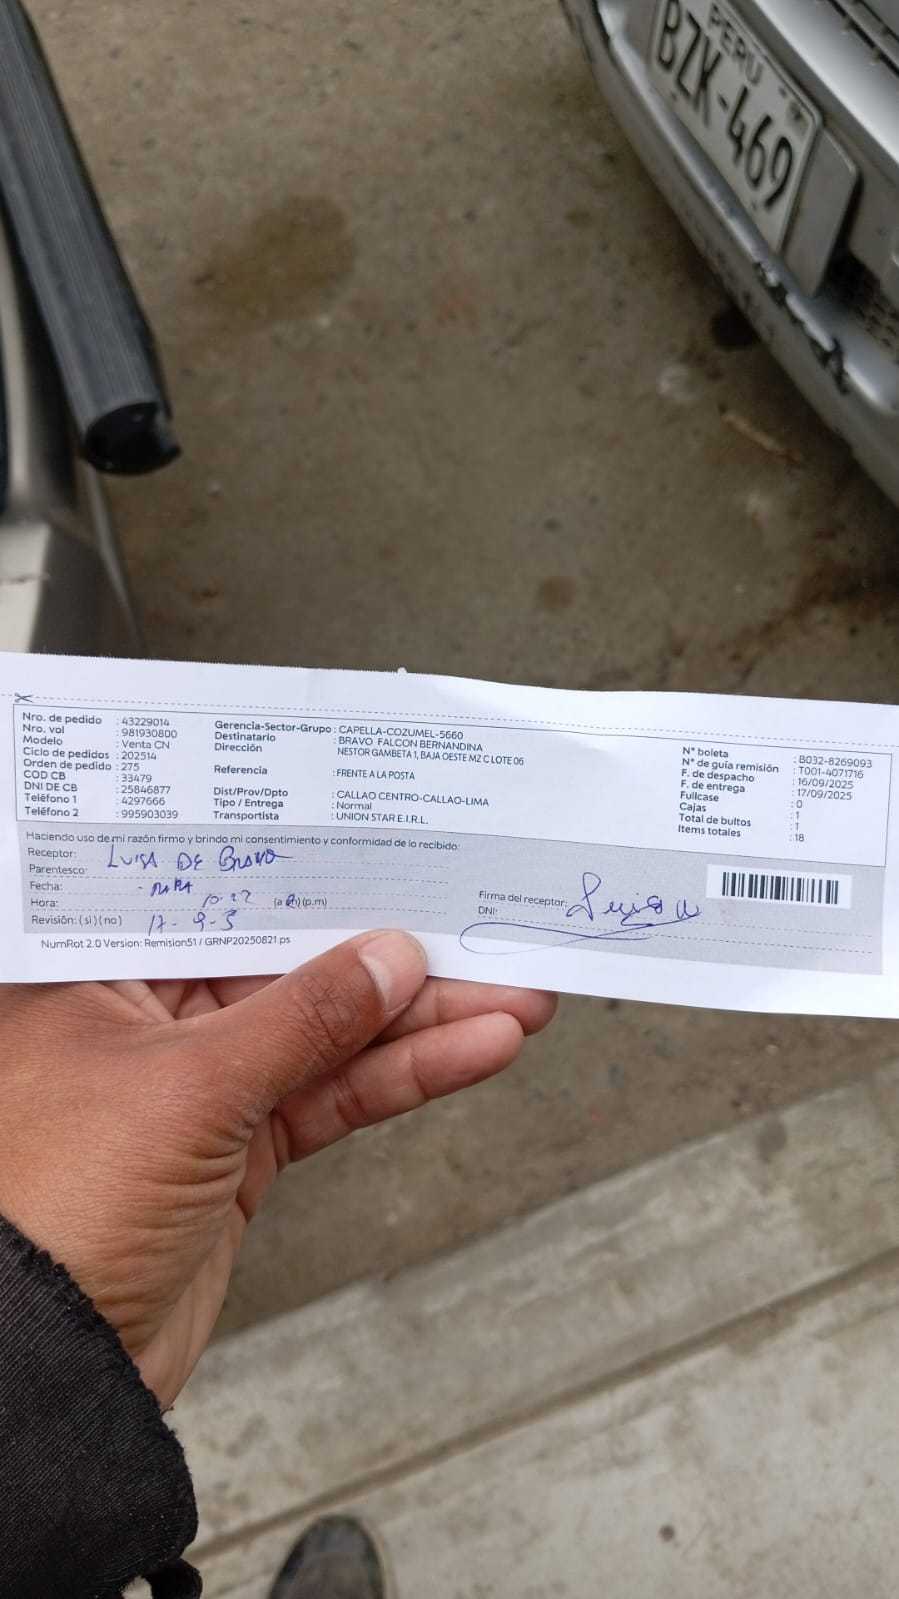 PERU
BZK-469
Nro. de pedido : 43229014
Nro. vol : 981930800
Modelo : Venta CN
Ciclo de pedidos : 202514
Orden de pedido : 275
COD CB : 33479
DNI DE CB : 25846877
Teléfono 1 : 4297666
Teléfono 2 : 995903039
Gerencia-Sector-Grupo : CAPELLA-COZUMEL-5660
Destinatario : BRAVO FALCON BERNANDINA
Dirección NESTOR GAMBETA 1, BAJA OESTE MZ C LOTE 06
Referencia : FRENTE A LA POSTA
Dist/Prov/Dpto : CALLAO CENTRO-CALLAO-LIMA
Tipo / Entrega : Normal
Transportista : UNION STAR E.I.R.L.
N° boleta : B032-8269093
N° de guía remisión : T001-4071716
F. de despacho : 16/09/2025
F. de entrega : 17/09/2025
Fullcase : 0
Cajas : 1
Total de bultos : 1
Items totales : 18
Haciendo uso de mi razón firmo y brindo mi consentimiento y conformidad de lo recibido:
Receptor: LUISA DE Bravo
Parentesco:
Fecha:
Hora: 10:22 (a.m)(p.m)
Revisión: ( si ) ( no )
Firma del receptor: Luisa
DNI:
NumRot 2.0 Version: Remision51 / GRNP20250821.ps